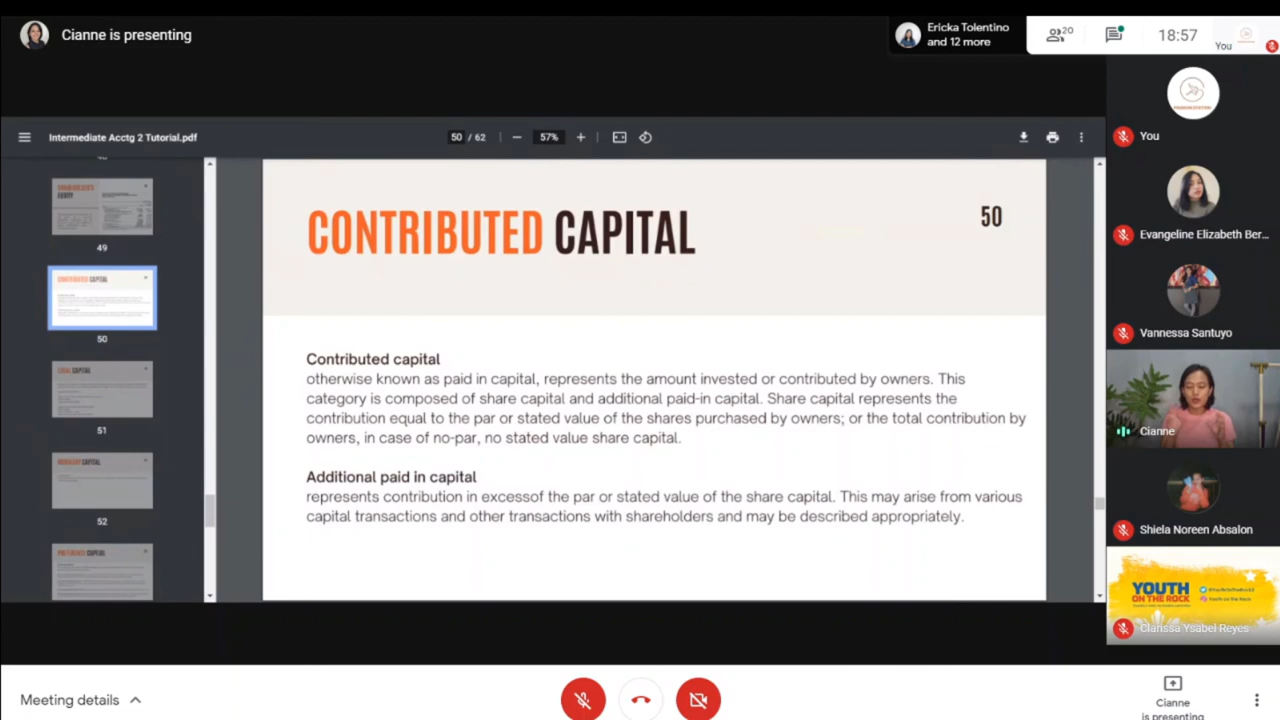 Cianne is presenting
Ericka Tolentino
and 12 more
20
18:57
You
Intermediate Acctg 2 Tutorial.pdf
50 / 62
57%
49
CONTRIBUTED CAPITAL
50
51
52
CONTRIBUTED CAPITAL
50
Contributed capital
otherwise known as paid in capital, represents the amount invested or contributed by owners. This
category is composed of share capital and additional paid-in capital. Share capital represents the
contribution equal to the par or stated value of the shares purchased by owners; or the total contribution by
owners, in case of no-par, no stated value share capital.
Additional paid in capital
represents contribution in excessof the par or stated value of the share capital. This may arise from various
capital transactions and other transactions with shareholders and may be described appropriately.
You
Evangeline Elizabeth Ber...
Vannessa Santuyo
Cianne
Shiela Noreen Absalon
YOUTH
ON THE ROCK
Clarissa Ysabel Reyes
Meeting details
Cianne
is presenting